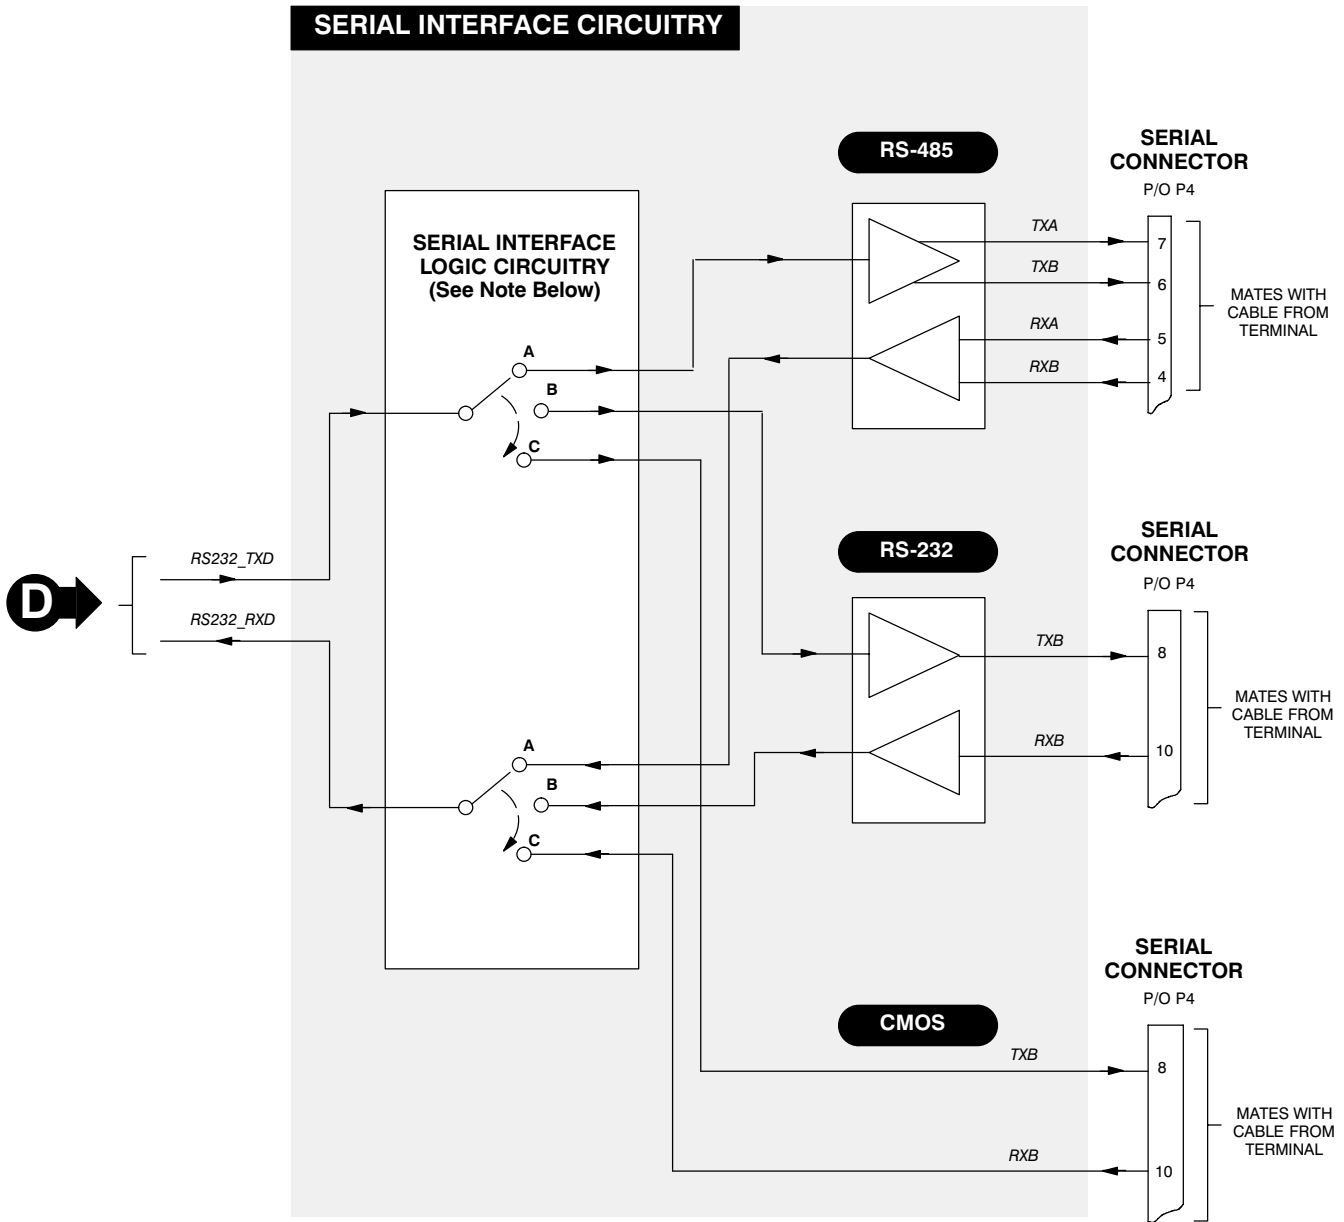 SERIAL INTERFACE CIRCUITRY
RS-485
SERIAL
CONNECTOR
P/O P4
SERIAL INTERFACE
LOGIC CIRCUITRY
(See Note Below)
TXA
7
TXB
6
RXA
5
RXB
4
MATES WITH
CABLE FROM
TERMINAL
A
B
C
D
RS232_TXD
RS232_RXD
RS-232
SERIAL
CONNECTOR
P/O P4
TXB
8
RXB
10
MATES WITH
CABLE FROM
TERMINAL
A
B
C
CMOS
SERIAL
CONNECTOR
P/O P4
TXB
8
RXB
10
MATES WITH
CABLE FROM
TERMINAL